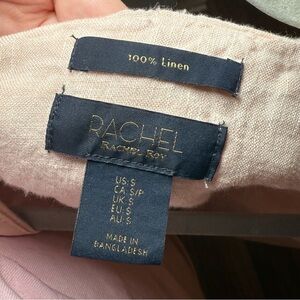 100% Linen
RACHEL
RACHEL ROY
US:S
CA:S/P
UK:S
EU:S
AU:S
MADE IN
BANGLADESH